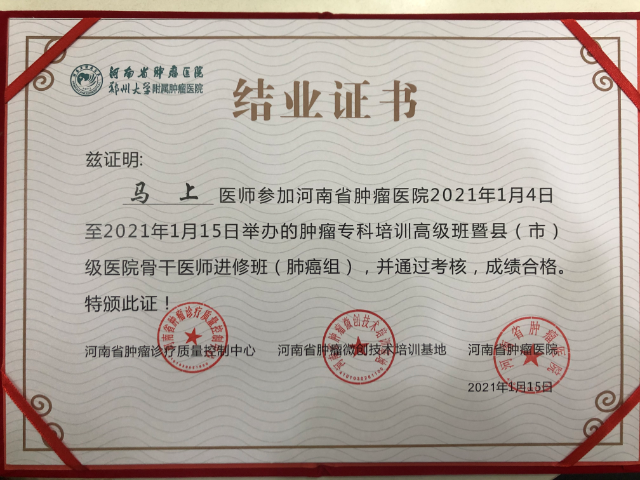 河南省肿瘤医院
郑州大学附属肿瘤医院
结业证书
兹证明:
马 上 医师参加河南省肿瘤医院2021年1月4日
至2021年1月15日举办的肿瘤专科培训高级班暨县（市）
级医院骨干医师进修班（肺癌组），并通过考核，成绩合格。
特颁此证！
河南省肿瘤诊疗质量控制中心 河南省肿瘤微创技术培训基地 河南省肿瘤医院
2021年1月15日